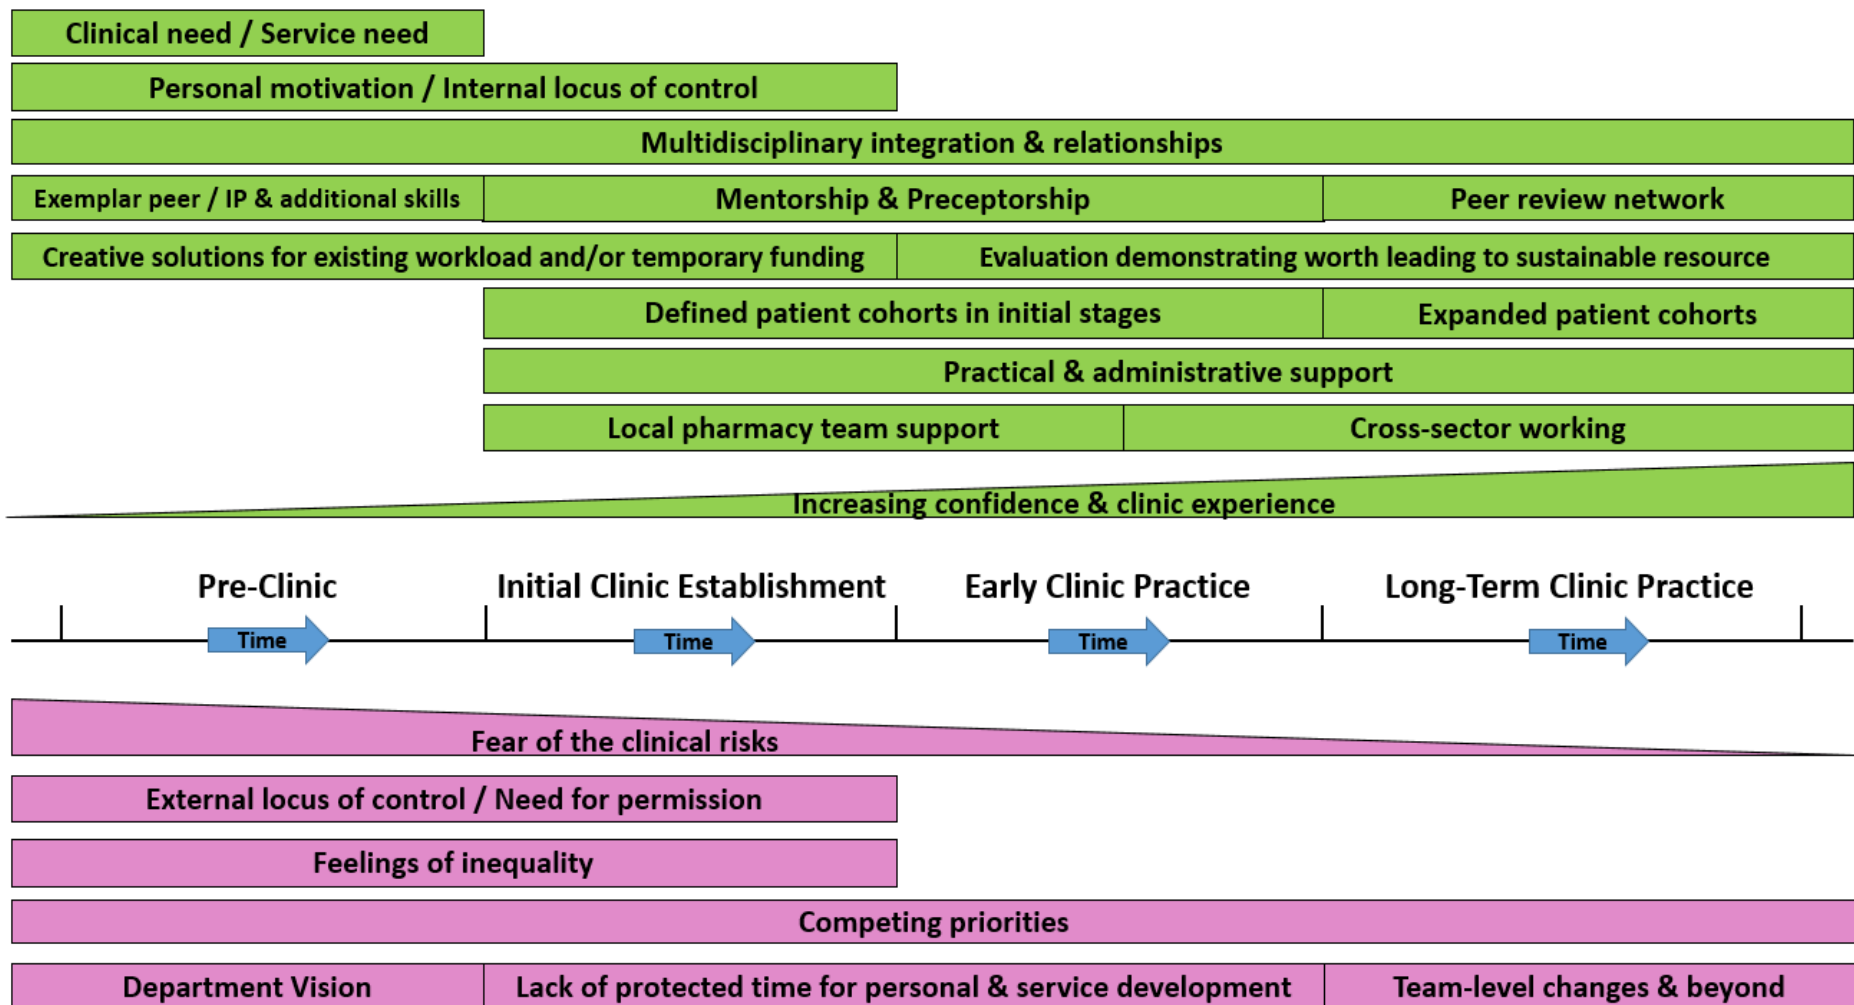 Clinical need / Service need
Personal motivation / Internal locus of control
Multidisciplinary integration & relationships
Exemplar peer / IP & additional skills
Mentorship & Preceptorship
Peer review network
Creative solutions for existing workload and/or temporary funding
Evaluation demonstrating worth leading to sustainable resource
Defined patient cohorts in initial stages
Expanded patient cohorts
Practical & administrative support
Local pharmacy team support
Cross-sector working
Increasing confidence & clinic experience
Pre-Clinic
Initial Clinic Establishment
Early Clinic Practice
Long-Term Clinic Practice
Time
Time
Time
Time
Fear of the clinical risks
External locus of control / Need for permission
Feelings of inequality
Competing priorities
Department Vision
Lack of protected time for personal & service development
Team-level changes & beyond